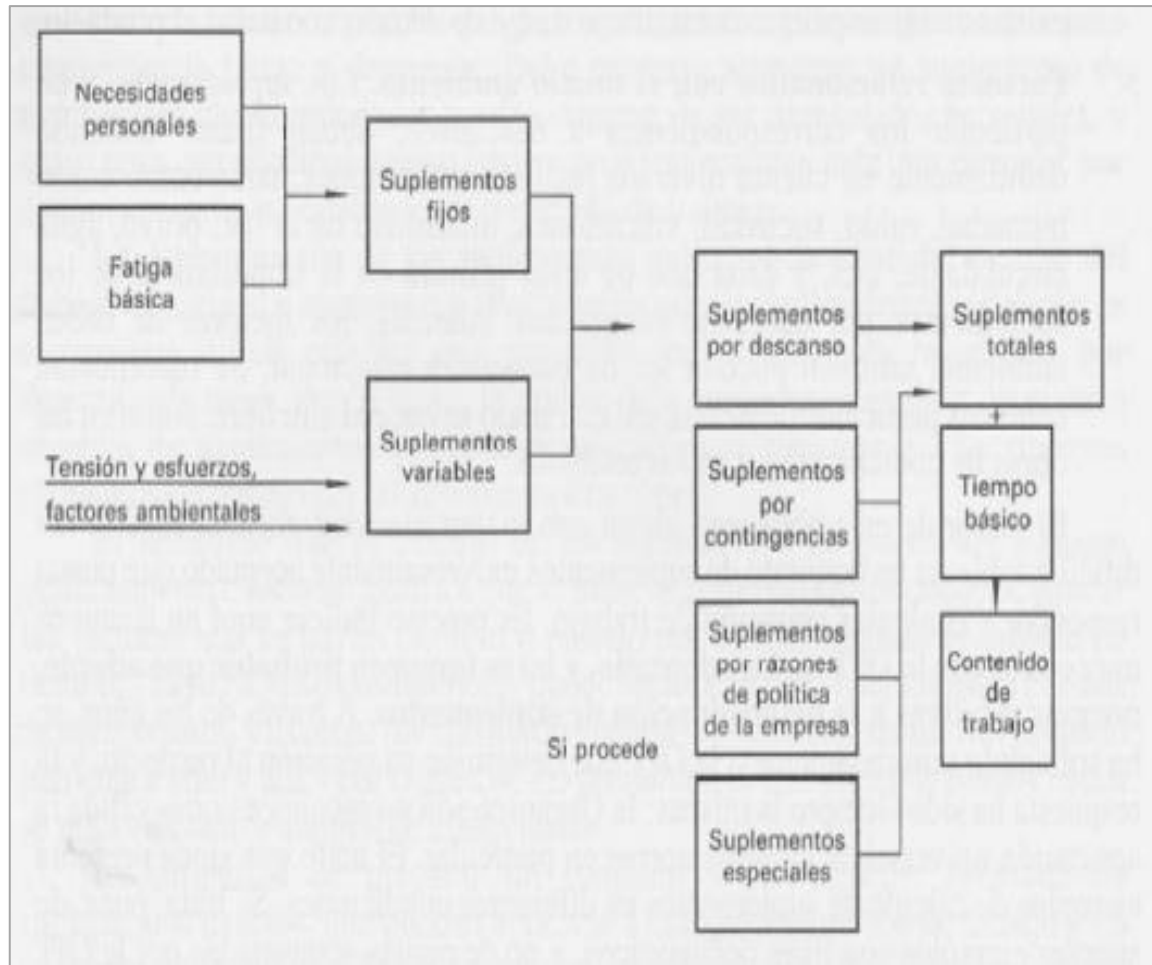 Necesidades
personales
Fatiga
básica
Tensión y esfuerzos,
factores ambientales
Suplementos
fijos
Suplementos
variables
Suplementos
por descanso
Suplementos
por
contingencias
Suplementos
por razones
de política
de la empresa
Si procede
Suplementos
especiales
Suplementos
totales
+
Tiempo
básico
Contenido
de
trabajo